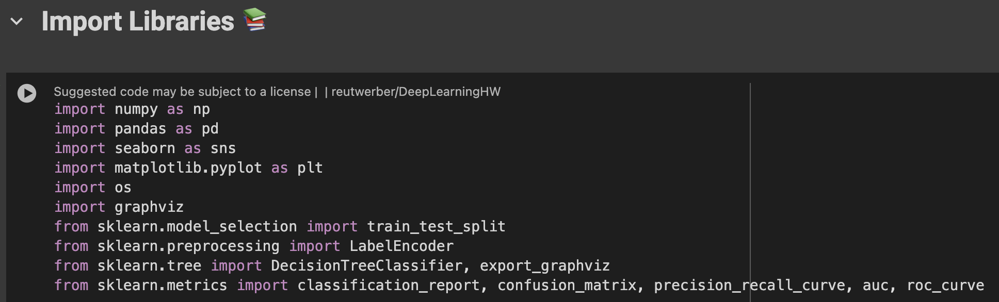 Import Libraries 📚
Suggested code may be subject to a license | | reutwerber/DeepLearningHW
import numpy as np
import pandas as pd
import seaborn as sns
import matplotlib.pyplot as plt
import os
import graphviz
from sklearn.model_selection import train_test_split
from sklearn.preprocessing import LabelEncoder
from sklearn.tree import DecisionTreeClassifier, export_graphviz
from sklearn.metrics import classification_report, confusion_matrix, precision_recall_curve, auc, roc_curve